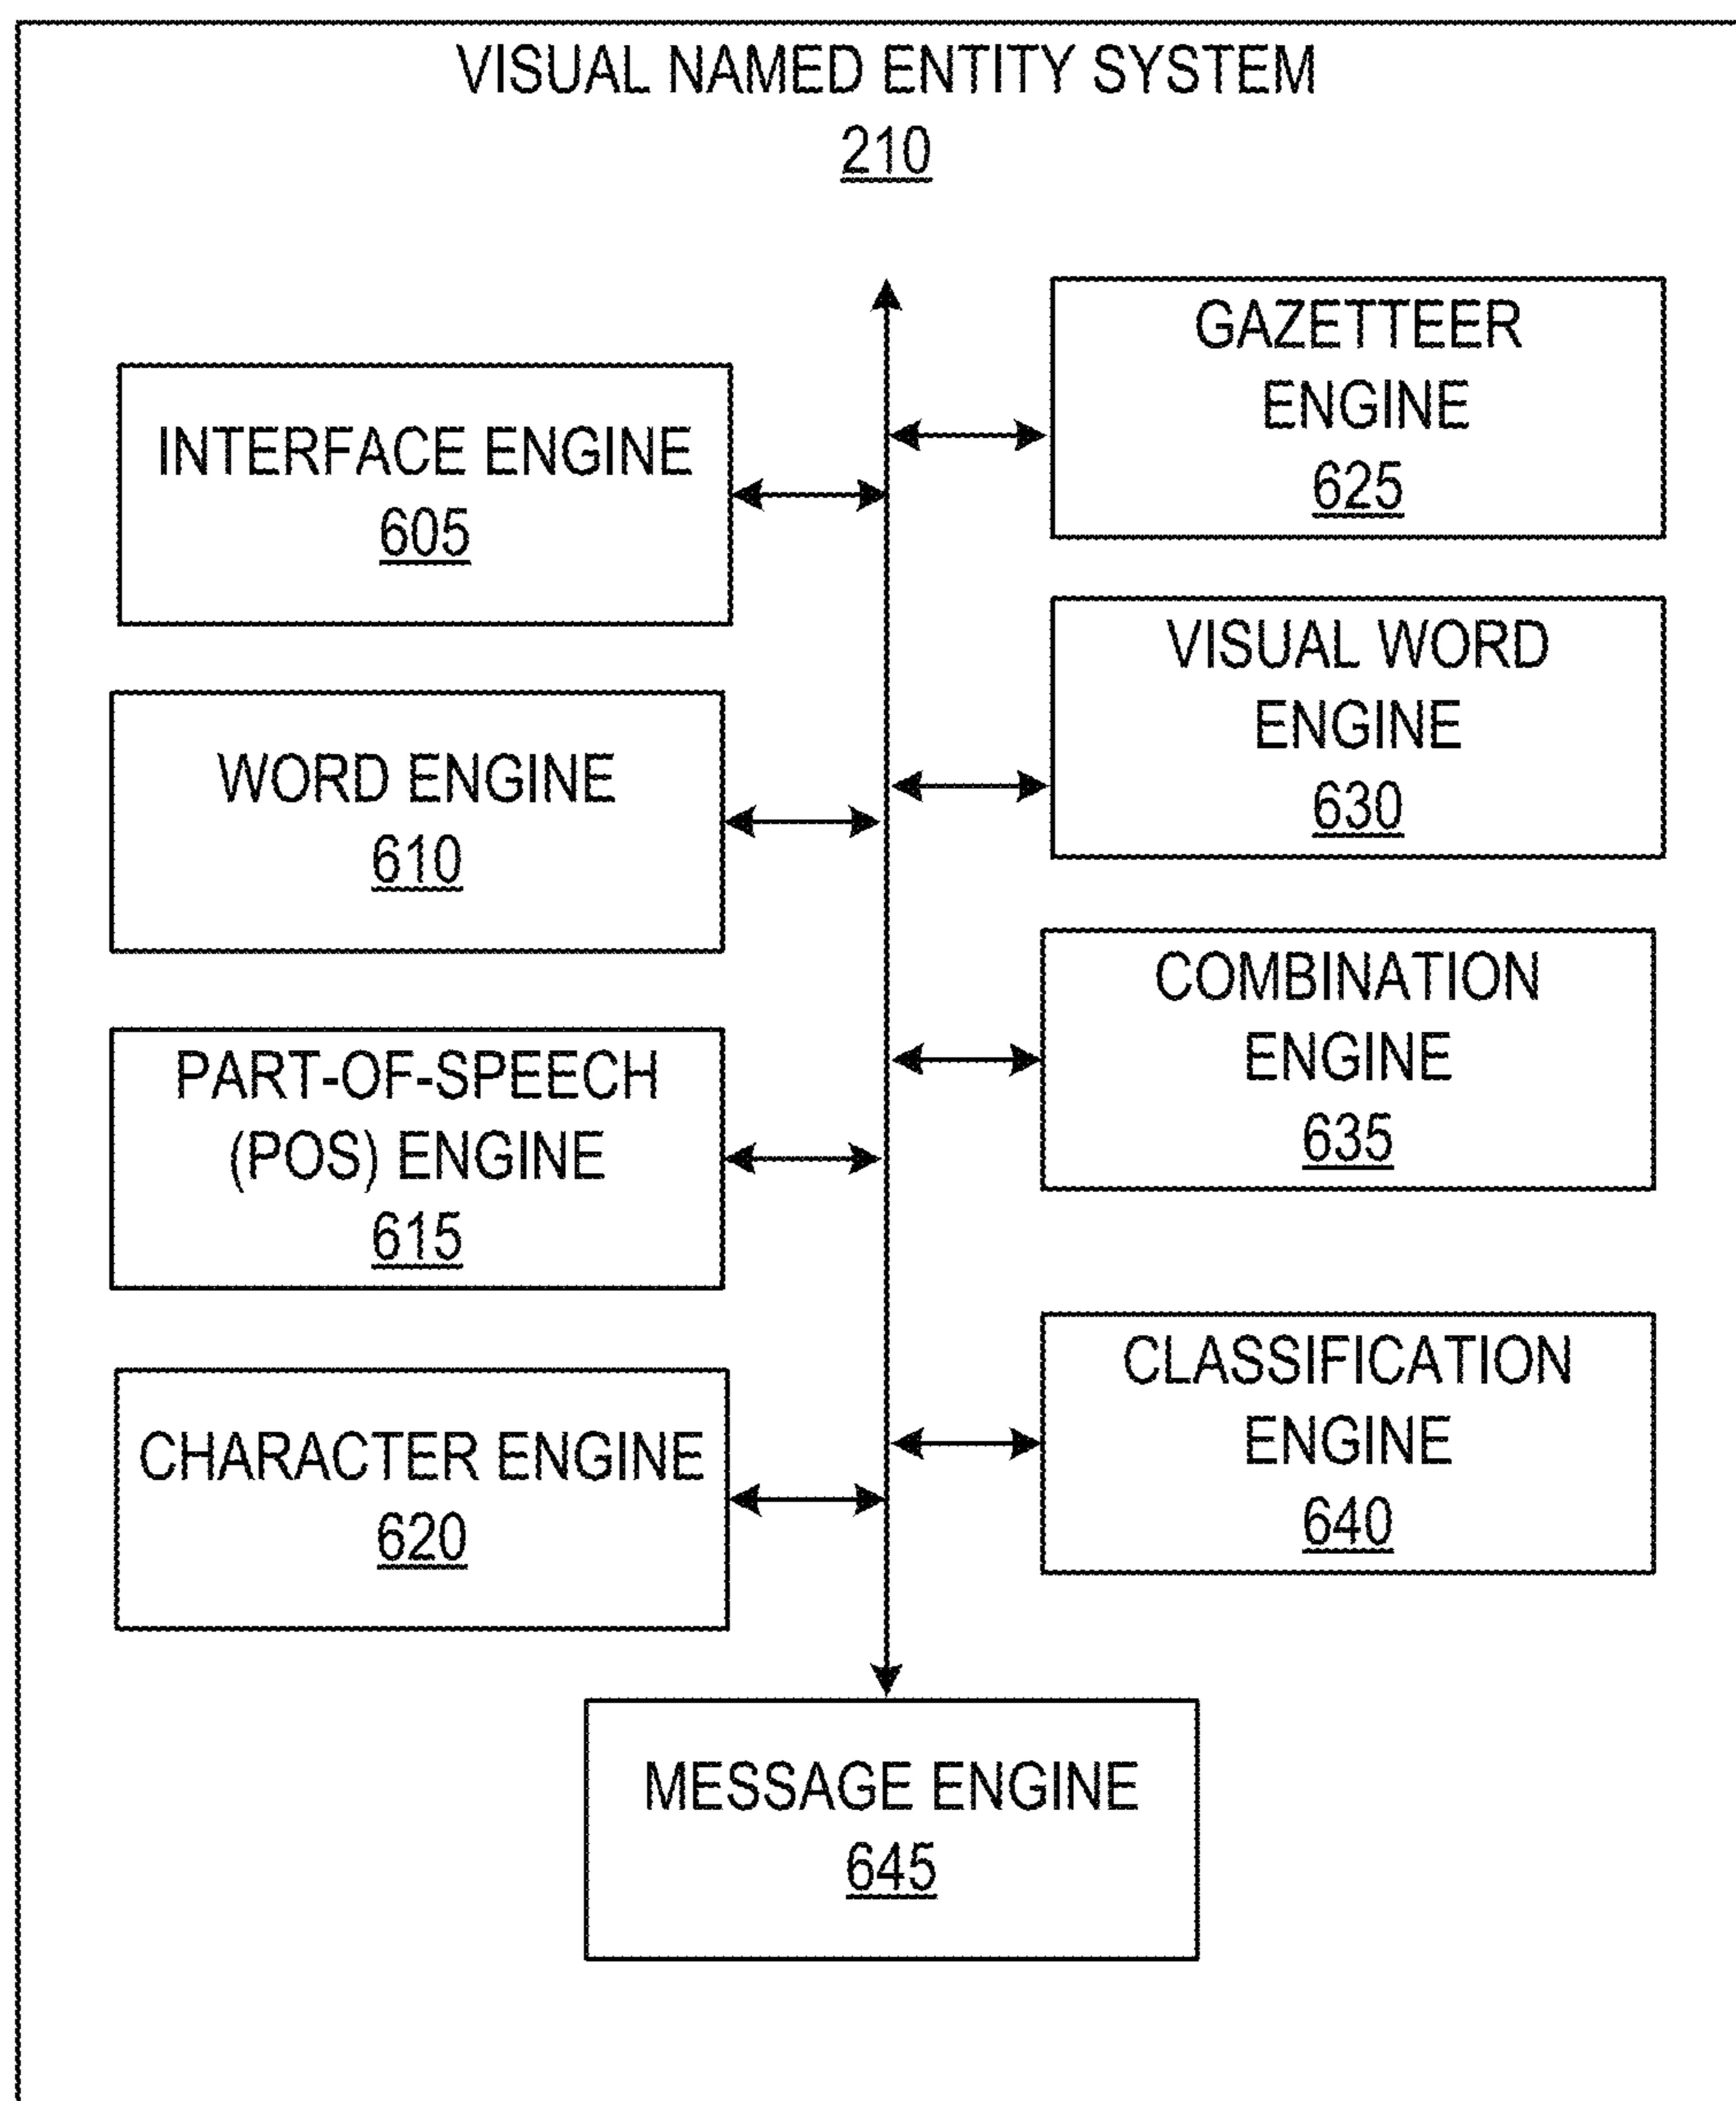 VISUAL NAMED ENTITY SYSTEM
210
INTERFACE ENGINE
605
WORD ENGINE
610
PART-OF-SPEECH
(POS) ENGINE
615
CHARACTER ENGINE
620
GAZETTEER
ENGINE
625
VISUAL WORD
ENGINE
630
COMBINATION
ENGINE
635
CLASSIFICATION
ENGINE
640
MESSAGE ENGINE
645